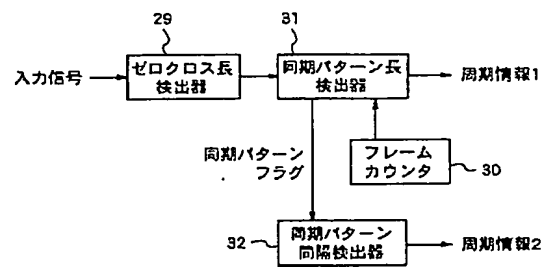 29
31
入力信号
ゼロクロス長
検出器
同期パターン長
検出器
周期情報1
同期パターン
フラグ
フレーム
カウンタ
30
32
同期パターン
間隔検出器
周期情報2